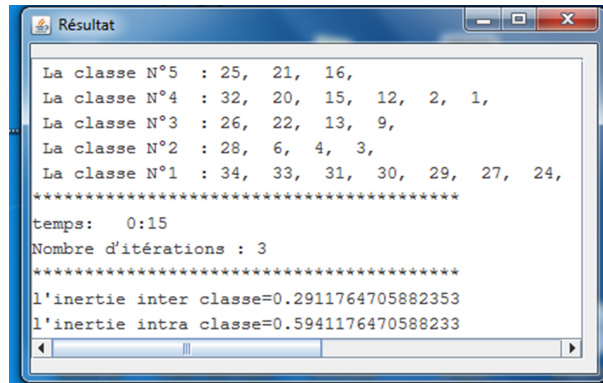 Résultat
La classe N°5 : 25, 21, 16,
La classe N°4 : 32, 20, 15, 12, 2, 1,
La classe N°3 : 26, 22, 13, 9,
La classe N°2 : 28, 6, 4, 3,
La classe N°1 : 34, 33, 31, 30, 29, 27, 24,
*****************************************
temps: 0:15
Nombre d'itérations : 3
*****************************************
l'inertie inter classe=0.2911764705882353
l'inertie intra classe=0.5941176470588233